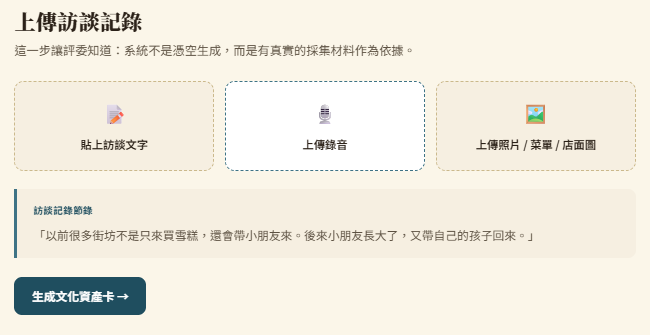 上傳訪談記錄
這一步讓評委知道：系統不是憑空生成，而是有真實的採集材料作為依據。
貼上訪談文字
上傳錄音
上傳照片 / 菜單 / 店面圖
訪談記錄節錄
「以前很多街坊不是只來買雪糕，還會帶小朋友來。後來小朋友長大了，又帶自己的孩子回來。」
生成文化資產卡 →